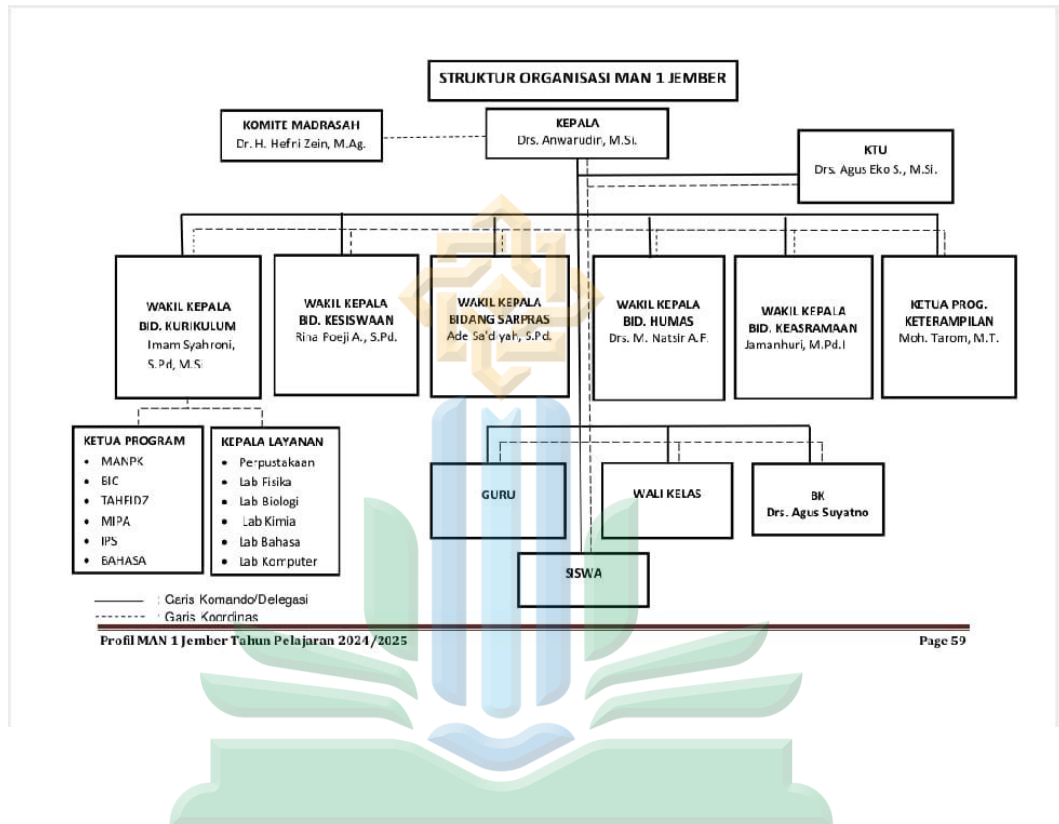 STRUKTUR ORGANISASI MAN 1 JEMBER
KOMITE MADRASAH
Dr. H. Hefni Zein, M.Ag.
KEPALA
Drs. Anwarudin, M.Si.
KTU
Drs. Agus Eko S., M.Si.
WAKIL KEPALA
BID. KURIKULUM
Imam Syahroni,
S.Pd, M.Si
WAKIL KEPALA
BID. KESISWAAN
Rina Poeji A., S.Pd.
WAKIL KEPALA
BIDANG SARPRAS
Ade Sa'diyah, S.Pd.
WAKIL KEPALA
BID. HUMAS
Drs. M. Natsir A.F.
WAKIL KEPALA
BID. KEASRAMAAN
Jamanhuri, M.Pd.I
KETUA PROG.
KETERAMPILAN
Moh. Tarom, M.T.
KETUA PROGRAM
• MANPK
• BIC
• TAHFIDZ
• MIPA
• IPS
• BAHASA
KEPALA LAYANAN
• Perpustakaan
• Lab Fisika
• Lab Biologi
• Lab Kimia
• Lab Bahasa
• Lab Komputer
GURU
WALI KELAS
BK
Drs. Agus Suyatno
SISWA
: Garis Komando/Delegasi
: Garis Koordinas
Profil MAN 1 Jember Tahun Pelajaran 2024/2025 Page 59